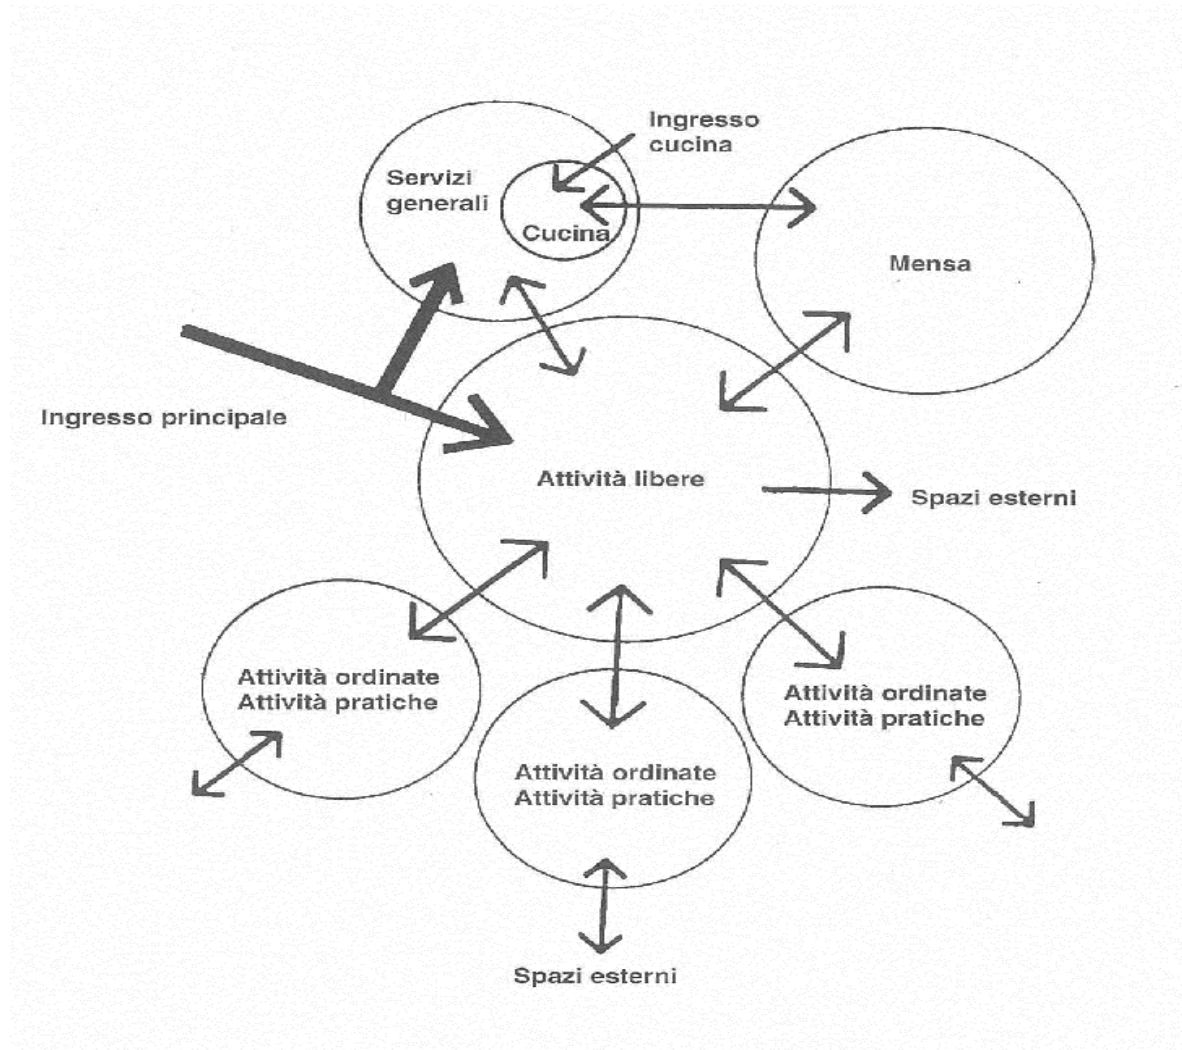 Ingresso
cucina
Servizi
generali
Cucina
Mensa
Ingresso principale
Attività libere
Spazi esterni
Attività ordinate
Attività pratiche
Attività ordinate
Attività pratiche
Attività ordinate
Attività pratiche
Spazi esterni